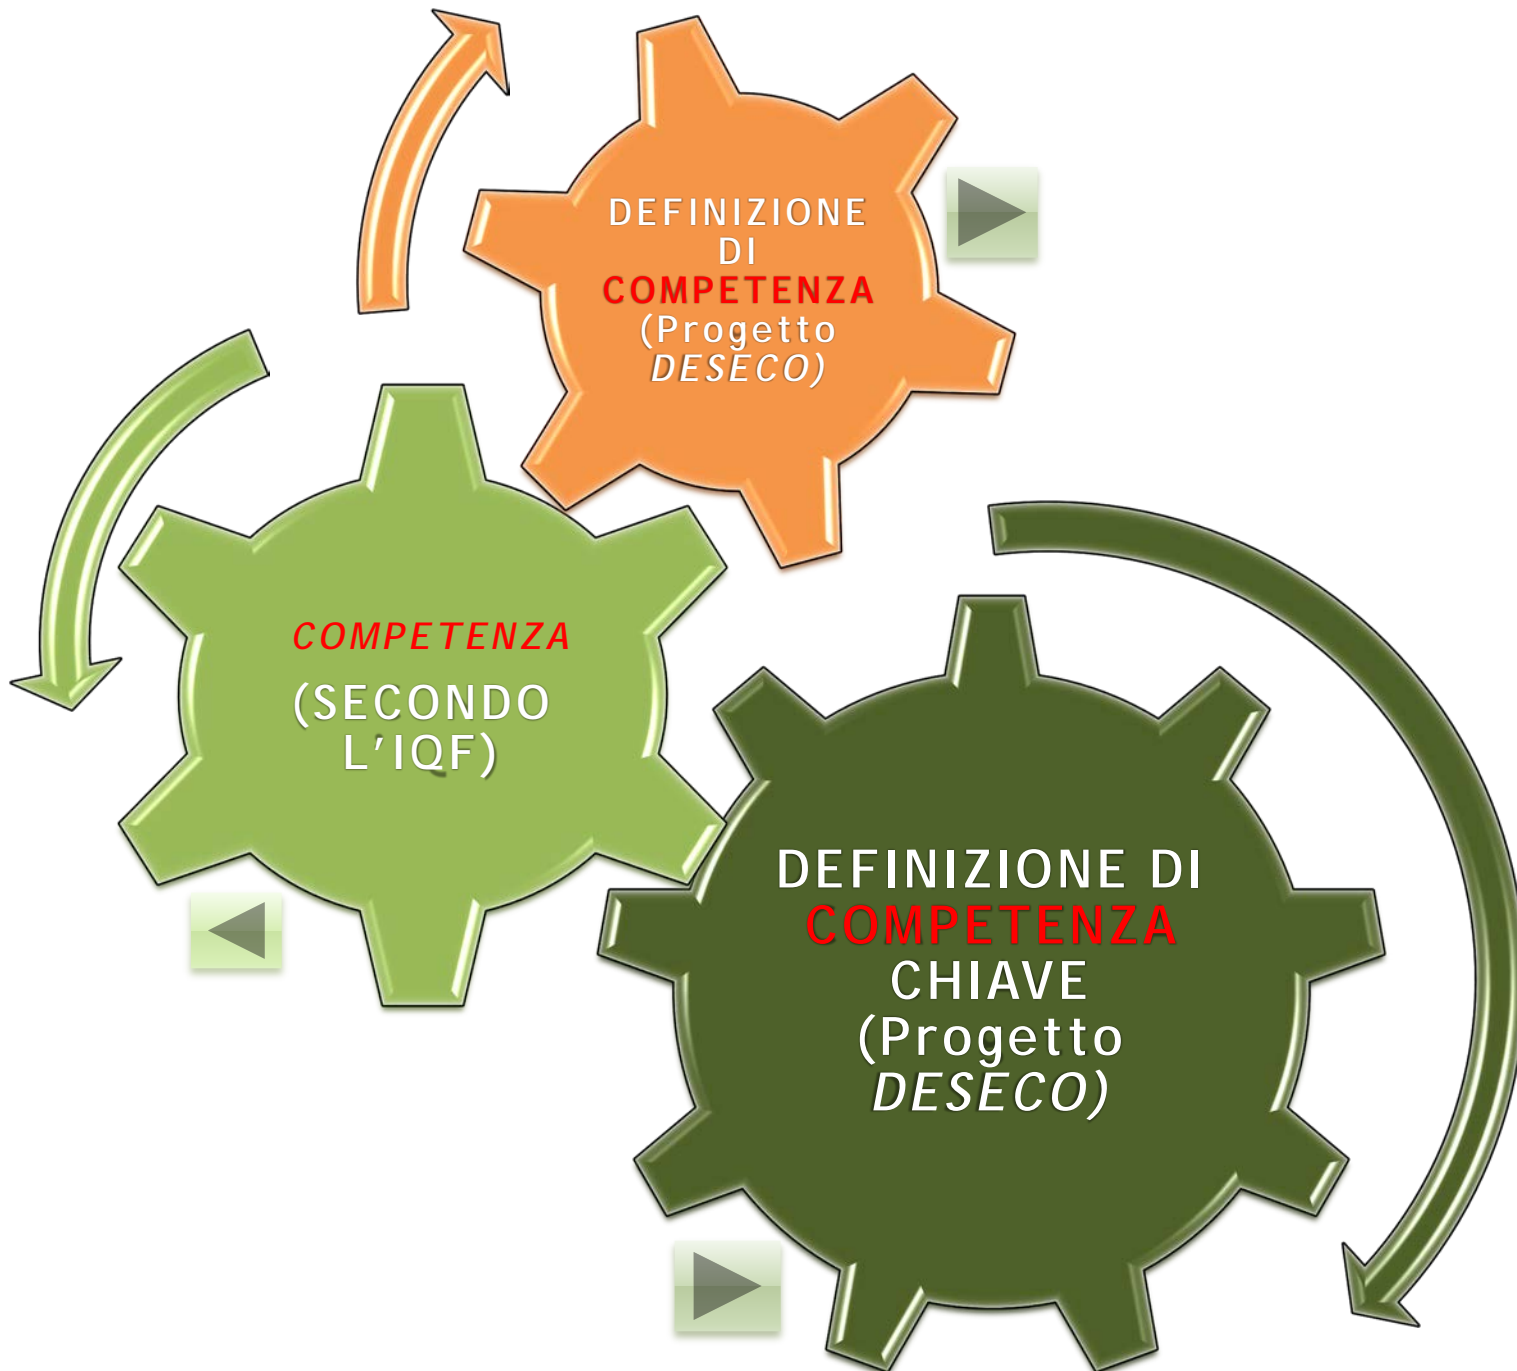 DEFINIZIONE
DI
COMPETENZA
(Progetto
DESECO)
COMPETENZA
(SECONDO
L'IQF)
DEFINIZIONE DI
COMPETENZA
CHIAVE
(Progetto
DESECO)